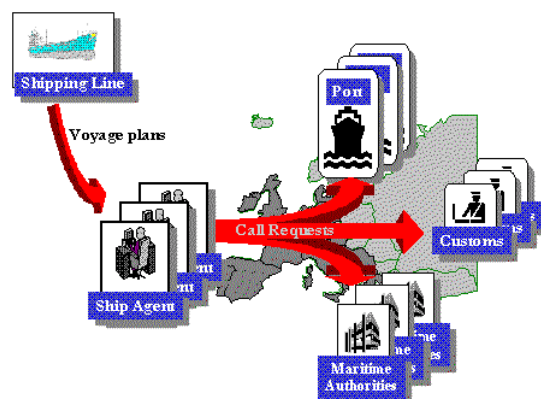 Shipping Line
Voyage plans
Port
Call Requests
Customs
Ship Agent
Maritime
Authorities